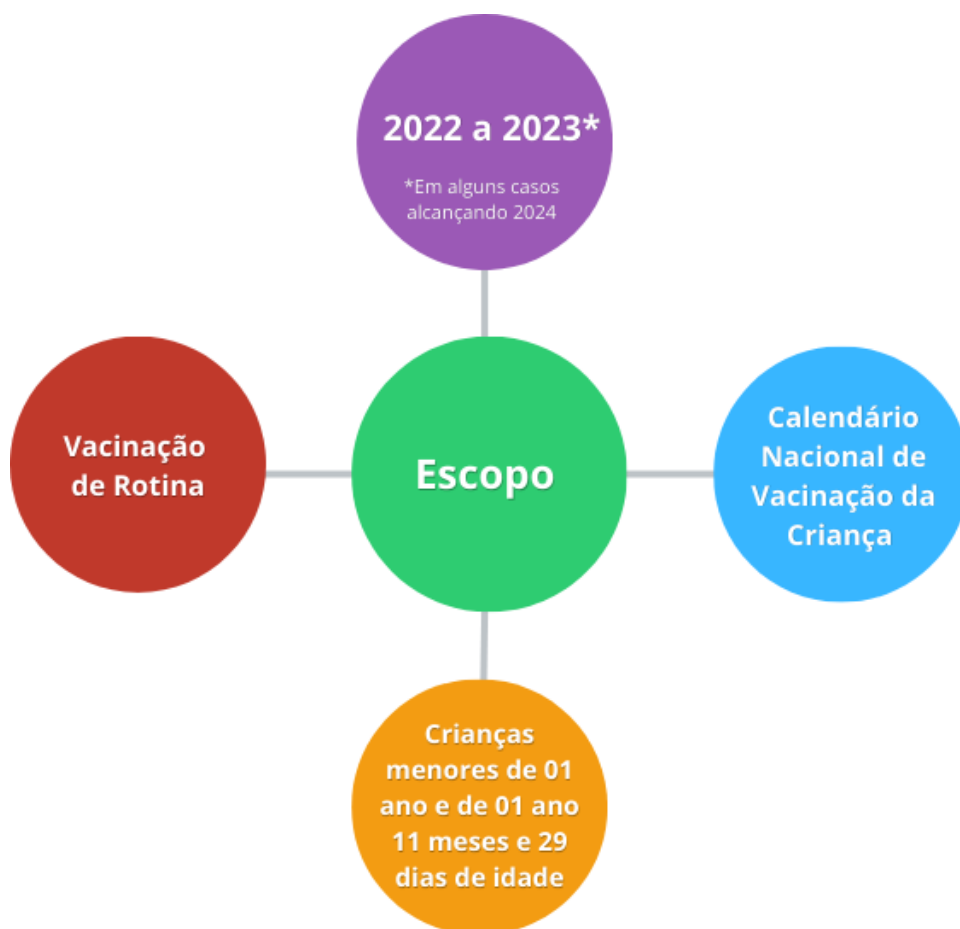 2022 a 2023*
*Em alguns casos
alcançando 2024
Vacinação
de Rotina
Escopo
Calendário
Nacional de
Vacinação da
Criança
Crianças
menores de 01
ano e de 01 ano
11 meses e 29
dias de idade